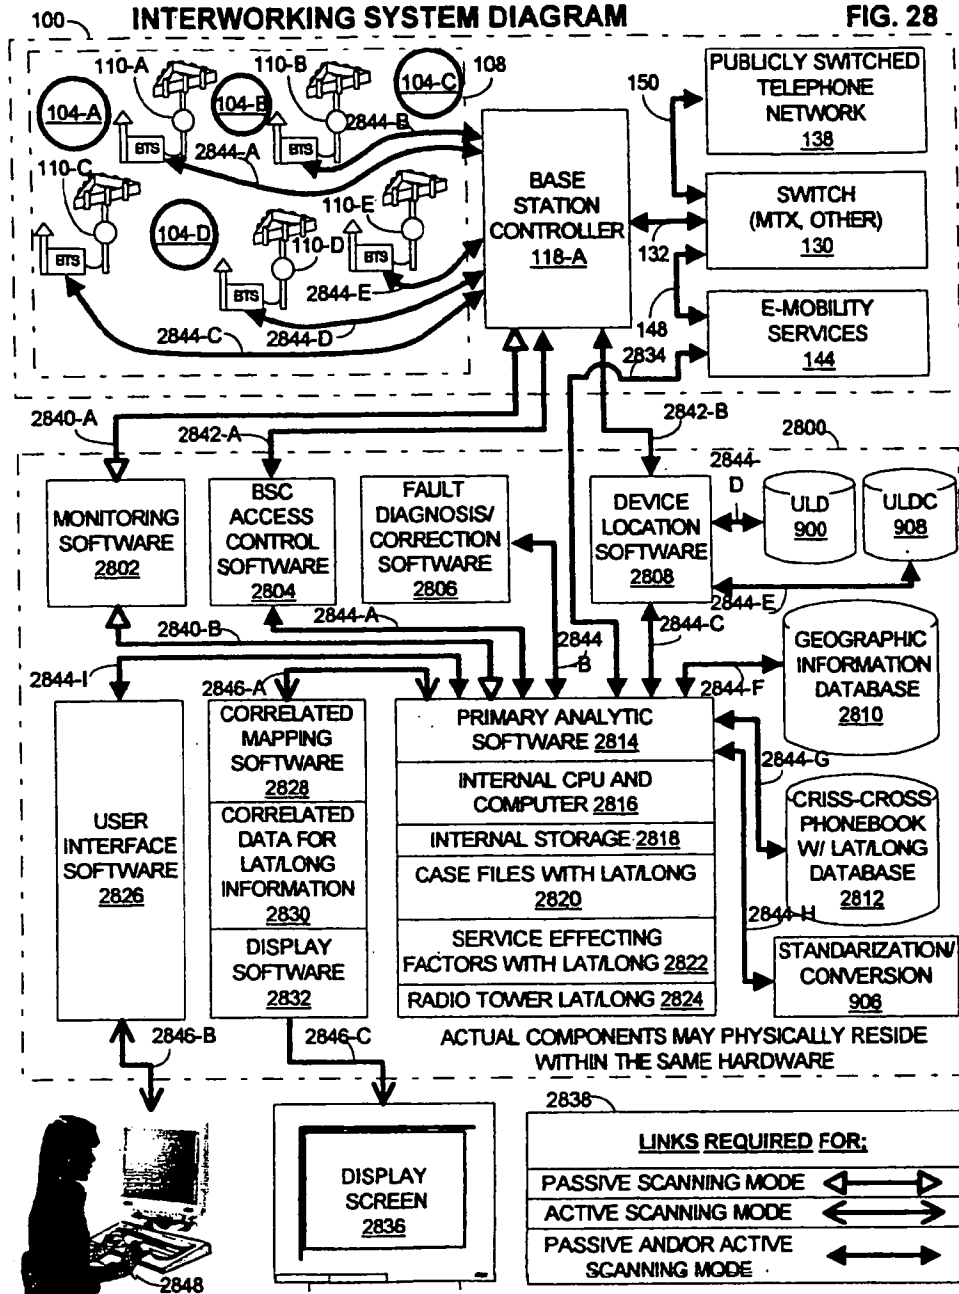 INTERWORKING SYSTEM DIAGRAM
FIG. 28
100
110-A
110-B
108
104-A
104-B
104-C
BTS
BTS
2844-A
2844-B
110-C
110-E
104-D
110-D
BTS
BTS
BTS
2844-E
2844-C
2844-D
BASE
STATION
CONTROLLER
118-A
150
PUBLICLY SWITCHED
TELEPHONE
NETWORK
138
SWITCH
(MTX, OTHER)
130
132
148
E-MOBILITY
SERVICES
144
2834
2840-A
2842-A
2842-B
2800
MONITORING
SOFTWARE
2802
BSC
ACCESS
CONTROL
SOFTWARE
2804
FAULT
DIAGNOSIS/
CORRECTION
SOFTWARE
2806
DEVICE
LOCATION
SOFTWARE
2808
2844-
D
ULD
900
ULDC
908
2844-E
2840-B
2844-A
2844
B
2844-C
2844-I
2846-A
2844-F
GEOGRAPHIC
INFORMATION
DATABASE
2810
USER
INTERFACE
SOFTWARE
2826
CORRELATED
MAPPING
SOFTWARE
2828
CORRELATED
DATA FOR
LAT/LONG
INFORMATION
2830
DISPLAY
SOFTWARE
2832
PRIMARY ANALYTIC
SOFTWARE 2814
INTERNAL CPU AND
COMPUTER 2816
INTERNAL STORAGE 2818
CASE FILES WITH LAT/LONG
2820
SERVICE EFFECTING
FACTORS WITH LAT/LONG 2822
RADIO TOWER LAT/LONG 2824
2844-G
CRISS-CROSS
PHONEBOOK
W/ LAT/LONG
DATABASE
2812
2844-H
STANDARIZATION/
CONVERSION
906
2846-B
2846-C
ACTUAL COMPONENTS MAY PHYSICALLY RESIDE
WITHIN THE SAME HARDWARE
2848
DISPLAY
SCREEN
2836
2838
LINKS REQUIRED FOR;
PASSIVE SCANNING MODE
ACTIVE SCANNING MODE
PASSIVE AND/OR ACTIVE
SCANNING MODE